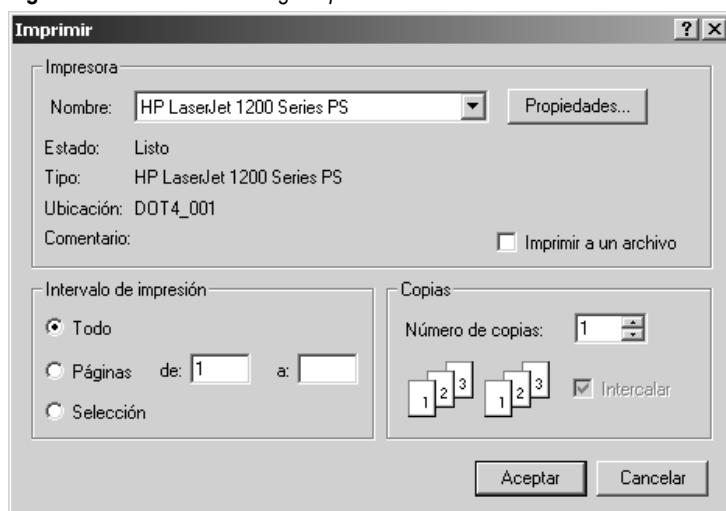 Imprimir
Impresora
Nombre: HP LaserJet 1200 Series PS Propiedades...
Estado: Listo
Tipo: HP LaserJet 1200 Series PS
Ubicación: DOT4_001
Comentario: Imprimir a un archivo
Intervalo de impresión
Todo
Páginas de: 1 a:
Selección
Copias
Número de copias: 1
1 2 3 1 2 3 Intercalar
Aceptar Cancelar